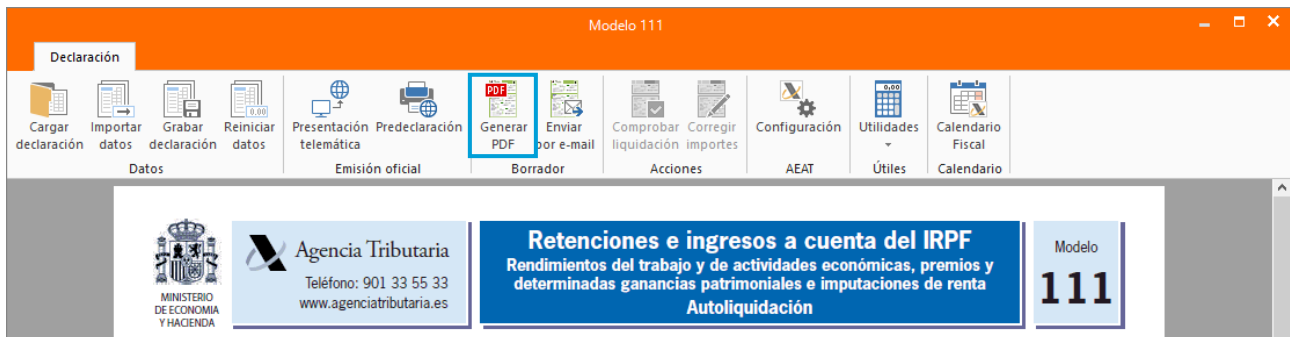 Modelo 111
Declaración
Cargar declaración
Importar datos
Grabar declaración
0,00
Reiniciar datos
Presentación telemática
Predeclaración
PDF
Generar PDF
Enviar por e-mail
Comprobar liquidación
Corregir importes
Configuración
0,00
Utilidades
Calendario Fiscal
Datos
Emisión oficial
Borrador
Acciones
AEAT
Útiles
Calendario
MINISTERIO
DE ECONOMIA
Y HACIENDA
Agencia Tributaria
Teléfono: 901 33 55 33
www.agenciatributaria.es
Retenciones e ingresos a cuenta del IRPF
Rendimientos del trabajo y de actividades económicas, premios y
determinadas ganancias patrimoniales e imputaciones de renta
Autoliquidación
Modelo
111